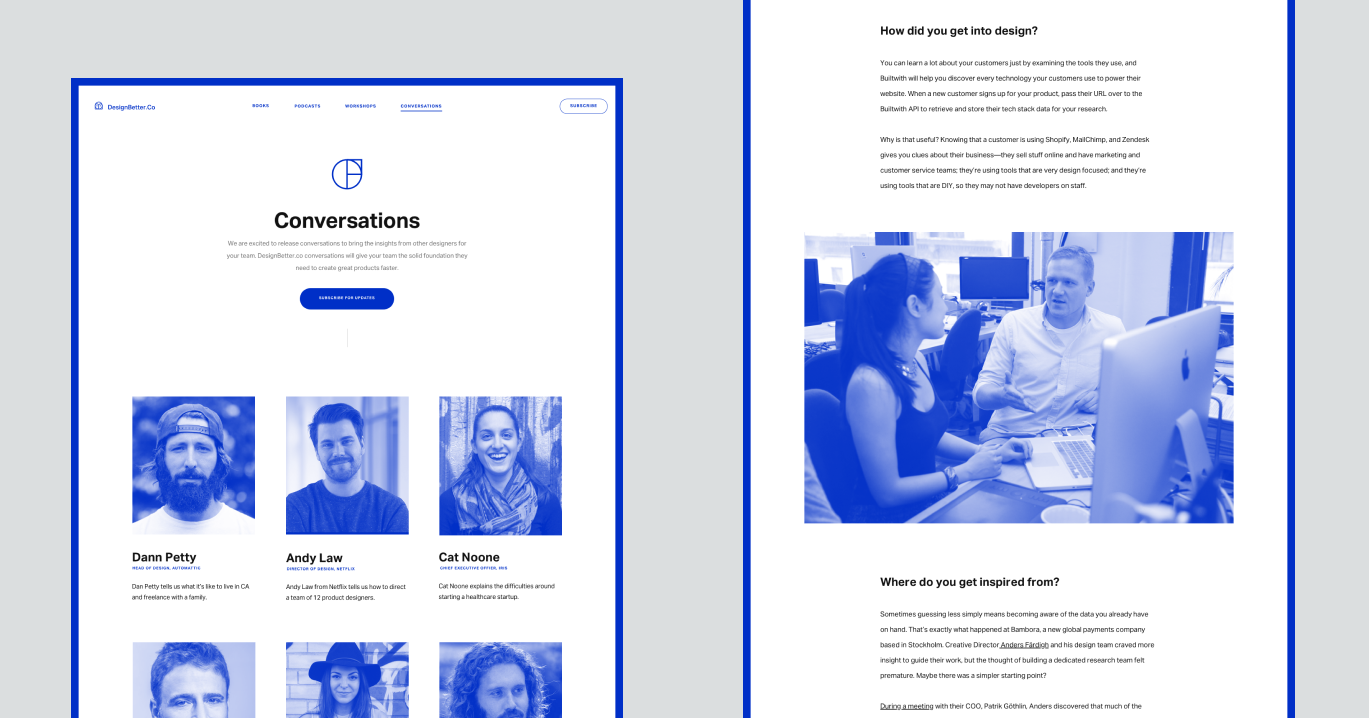 DesignBetter.Co
BOOKS
PODCASTS
WORKSHOPS
CONVERSATIONS
SUBSCRIBE
Conversations
We are excited to release conversations to bring the insights from other designers for
your team. DesignBetter.co conversations will give your team the solid foundation they
need to create great products faster.
SUBSCRIBE FOR UPDATES
Dann Petty
HEAD OF DESIGN, AUTOMATTIC
Dan Petty tells us what it's like to live in CA
and freelance with a family.
Andy Law
DIRECTOR OF DESIGN, NETFLIX
Andy Law from Netflix tells us how to direct
a team of 12 product designers.
Cat Noone
CHIEF EXECUTIVE OFFIER, IRIS
Cat Noone explains the difficulties around
starting a healthcare startup.
How did you get into design?
You can learn a lot about your customers just by examining the tools they use, and
Builtwith will help you discover every technology your customers use to power their
website. When a new customer signs up for your product, pass their URL over to the
Builtwith API to retrieve and store their tech stack data for your research.
Why is that useful? Knowing that a customer is using Shopify, MailChimp, and Zendesk
gives you clues about their business—they sell stuff online and have marketing and
customer service teams; they're using tools that are very design focused; and they're
using tools that are DIY, so they may not have developers on staff.
Where do you get inspired from?
Sometimes guessing less simply means becoming aware of the data you already have
on hand. That's exactly what happened at Bambora, a new global payments company
based in Stockholm. Creative Director Anders Färdigh and his design team craved more
insight to guide their work, but the thought of building a dedicated research team felt
premature. Maybe there was a simpler starting point?
During a meeting with their COO, Patrik Göthlin, Anders discovered that much of the